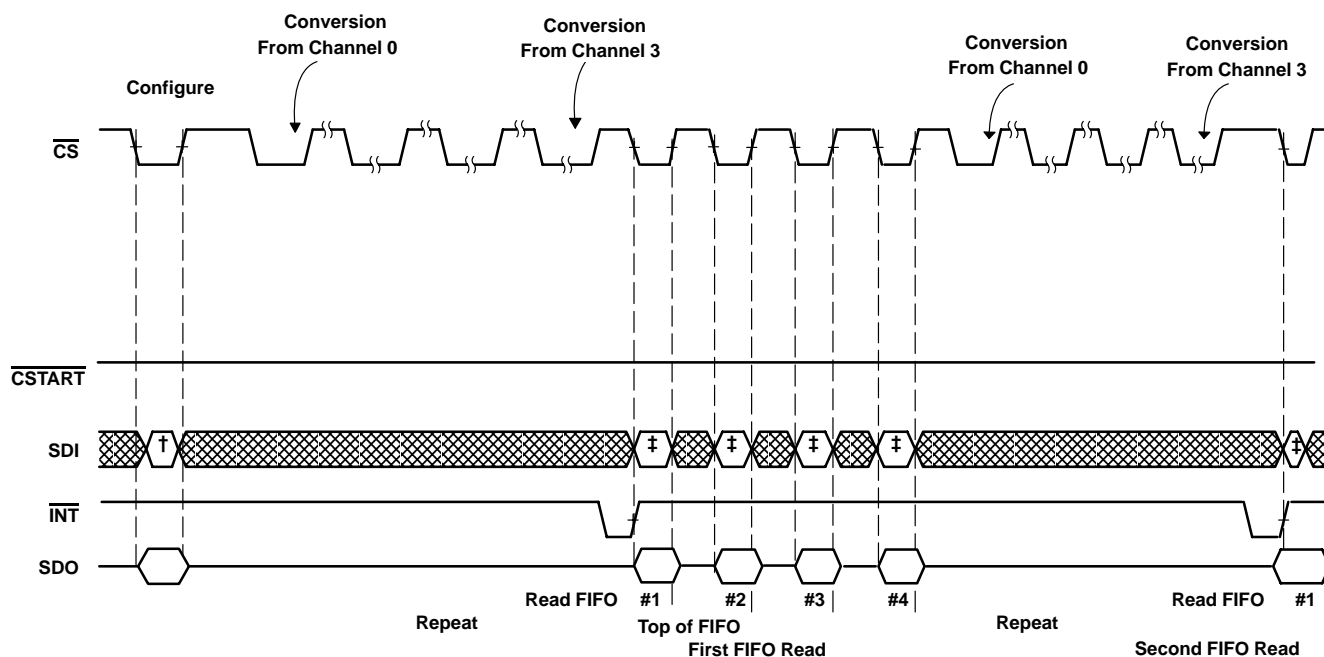 Conversion
From Channel 0
Conversion
From Channel 3
Conversion
From Channel 0
Conversion
From Channel 3
Configure
CS
CSTART
SDI
†
‡
‡
‡
‡
‡
INT
SDO
Read FIFO
#1
#2
#3
#4
Read FIFO
#1
Repeat
Top of FIFO
Repeat
First FIFO Read
Second FIFO Read